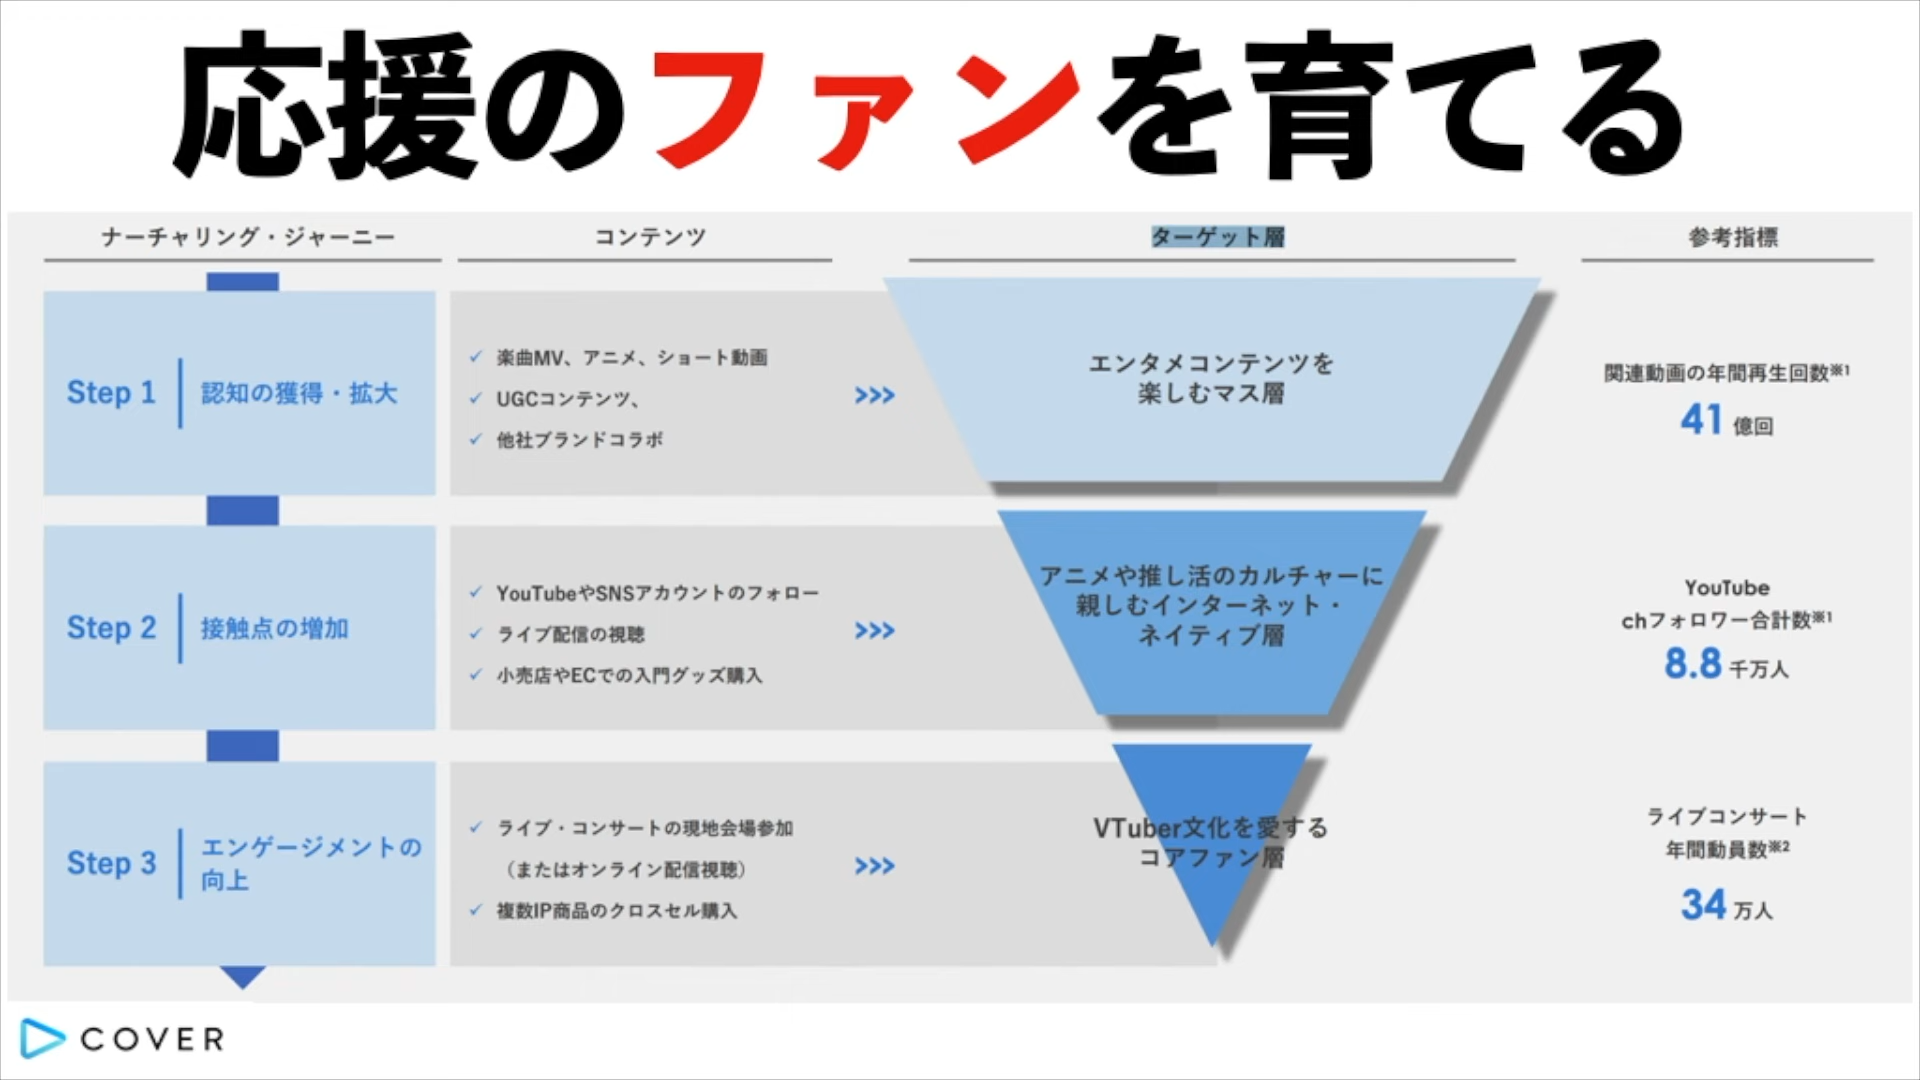 応援のファンを育てる
ナーチャリング・ジャーニー
コンテンツ
ターゲット層
参考指標
Step 1
認知の獲得・拡大
✓ 楽曲MV、アニメ、ショート動画
✓ UGCコンテンツ、
✓ 他社ブランドコラボ
>>>
エンタメコンテンツを
楽しむマス層
関連動画の年間再生回数※1
41 億回
Step 2
接触点の増加
✓ YouTubeやSNSアカウントのフォロー
✓ ライブ配信の視聴
✓ 小売店やECでの入門グッズ購入
>>>
アニメや推し活のカルチャーに
親しむインターネット・
ネイティブ層
YouTube
chフォロワー合計数※1
8.8 千万人
Step 3
エンゲージメントの
向上
✓ ライブ・コンサートの現地会場参加
（またはオンライン配信視聴）
✓ 複数IP商品のクロスセル購入
>>>
VTuber文化を愛する
コアファン層
ライブコンサート
年間動員数※2
34 万人
COVER